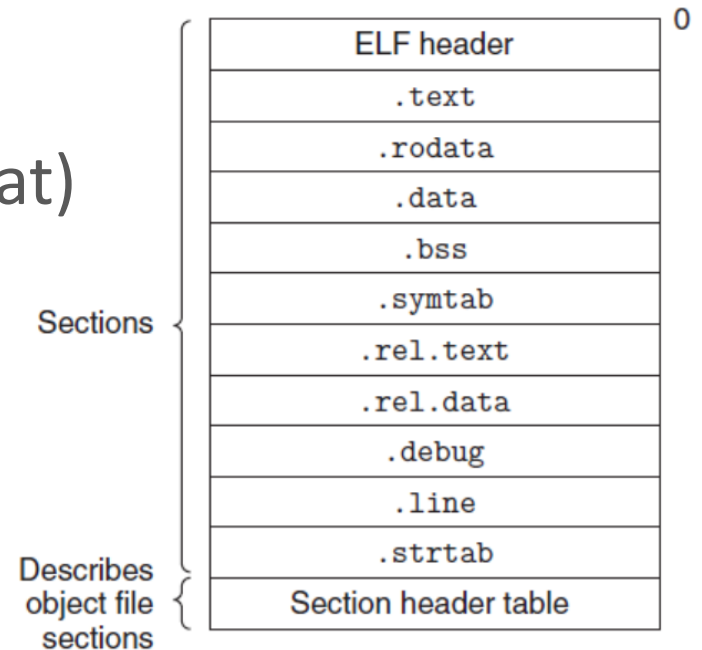 0
ELF header
.text
.rodata
at)
.data
.bss
.symtab
Sections
.rel.text
.rel.data
.debug
.line
.strtab
Describes
object file
sections
Section header table